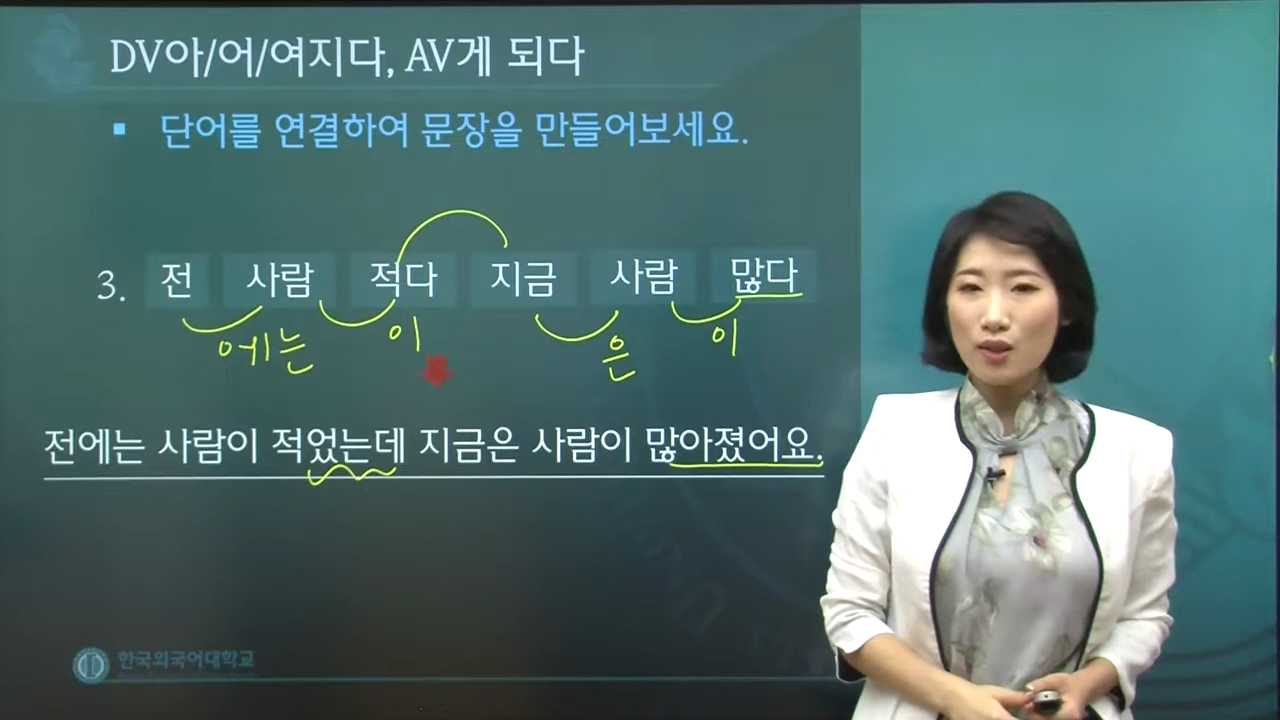 DV아/어/여지다, AV게 되다
▪ 단어를 연결하여 문장을 만들어보세요.
3. 전 사람 적다 지금 사람 많다
에는 이 은 이
전에는 사람이 적었는데 지금은 사람이 많아졌어요.
한국외국어대학교